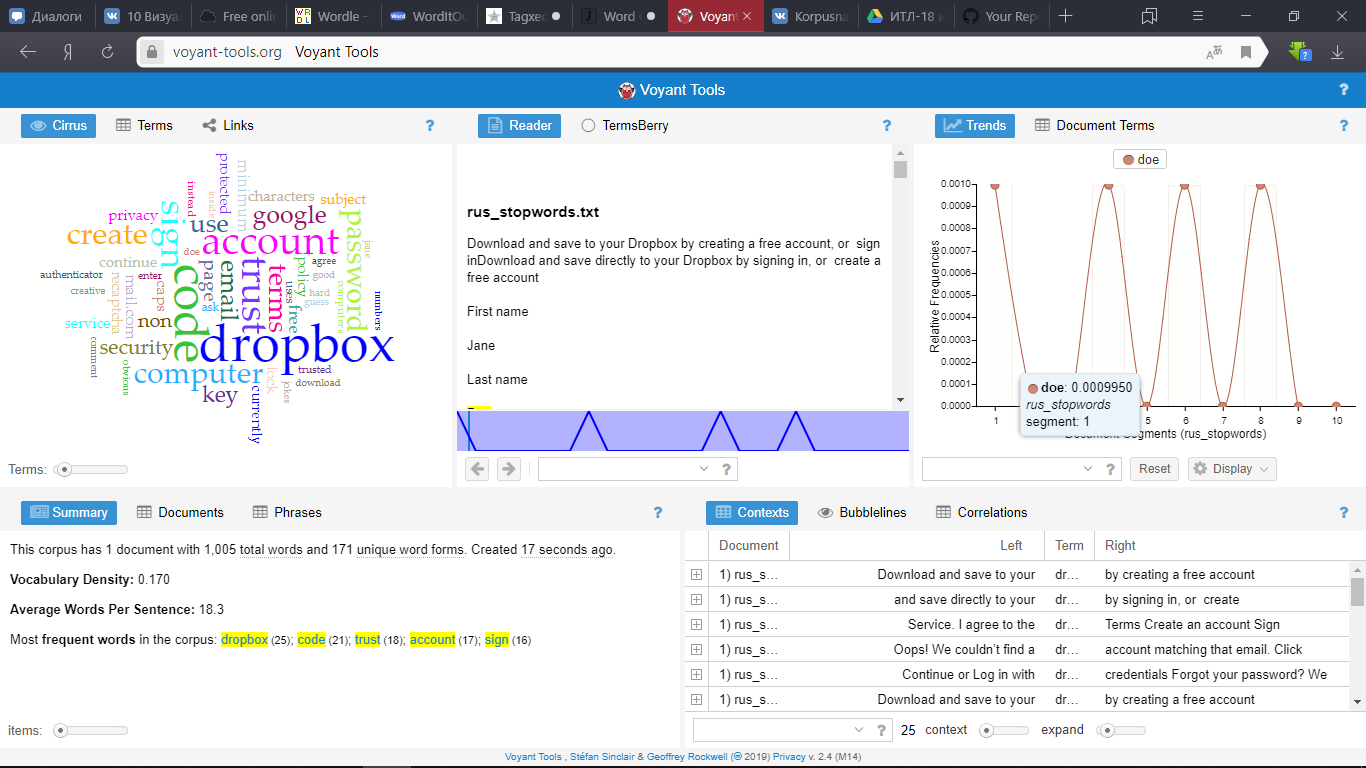 Диалоги
10 Визуа
Free onlin
Wordle -
WordItOu
Tagxed
Word C
Voyant
Korpusna
ИТЛ-18 и
Your Repo
voyant-tools.org Voyant Tools
Voyant Tools
Cirrus Terms Links
Reader TermsBerry
Trends Document Terms
protected
minimum
instead
inside
characters
subject
privacy
sign
use
google
create
account
password
jane
continue
doe
agree
authenticator
enter
good
creative
recaptcha
mail.com
caps
code
page
email
trust
terms
policy
uses
hard
guess
computers
numbers
ask
free
service
non
dropbox
comment
security
obvious
computer
lock
trusted
download
jokes
key
currently
Terms:
rus_stopwords.txt
Download and save to your Dropbox by creating a free account, or sign
inDownload and save directly to your Dropbox by signing in, or create a
free account
First name
Jane
Last name
doe
0.0010
0.0009
0.0008
0.0007
0.0006
0.0005
0.0004
0.0003
0.0002
0.0001
0.0000
Relative Frequencies
doe: 0.0009950
rus_stopwords
segment: 1
1 5 6 7 8 9 10
Document Segments (rus_stopwords)
Reset Display
Summary Documents Phrases
This corpus has 1 document with 1,005 total words and 171 unique word forms. Created 17 seconds ago.
Vocabulary Density: 0.170
Average Words Per Sentence: 18.3
Most frequent words in the corpus: dropbox (25); code (21); trust (18); account (17); sign (16)
items:
Contexts Bubblelines Correlations
Document Left Term Right
1) rus_s... Download and save to your dr... by creating a free account
1) rus_s... and save directly to your dr... by signing in, or create
1) rus_s... Service. I agree to the dr... Terms Create an account Sign
1) rus_s... Oops! We couldn't find a dr... account matching that email. Click
1) rus_s... Continue or Log in with dr... credentials Forgot your password? We
1) rus_s... Download and save to your dr... by creating a free account
25 context expand
Voyant Tools , Stéfan Sinclair & Geoffrey Rockwell (2019) Privacy v. 2.4 (M14)